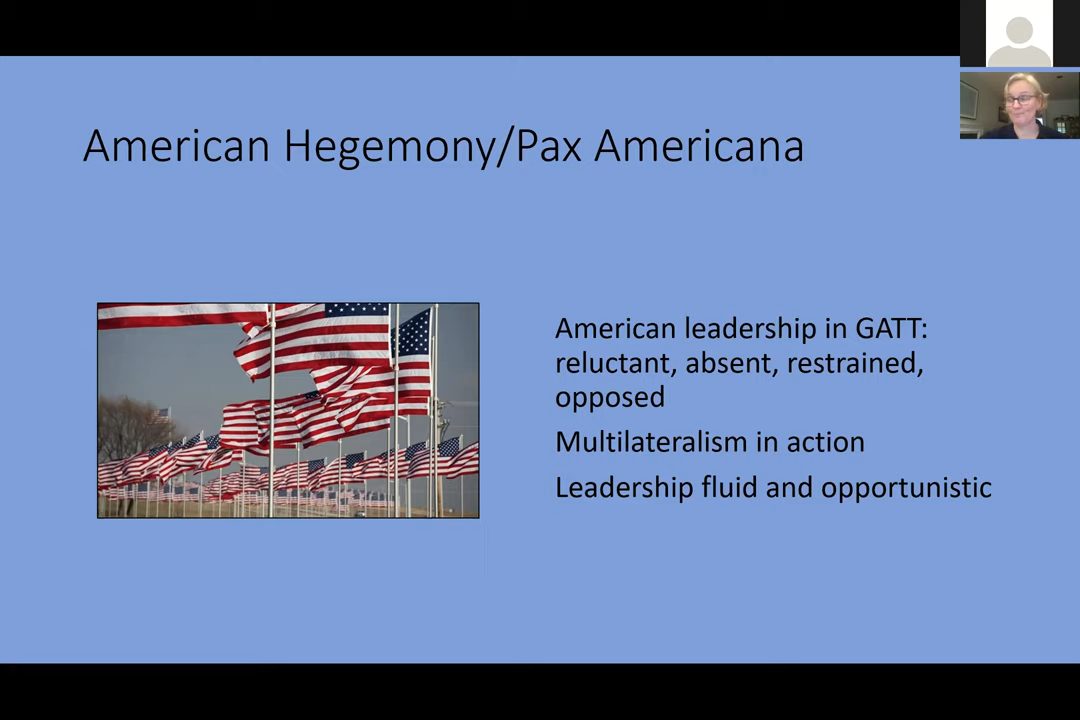 American Hegemony/Pax Americana
American leadership in GATT:
reluctant, absent, restrained,
opposed
Multilateralism in action
Leadership fluid and opportunistic